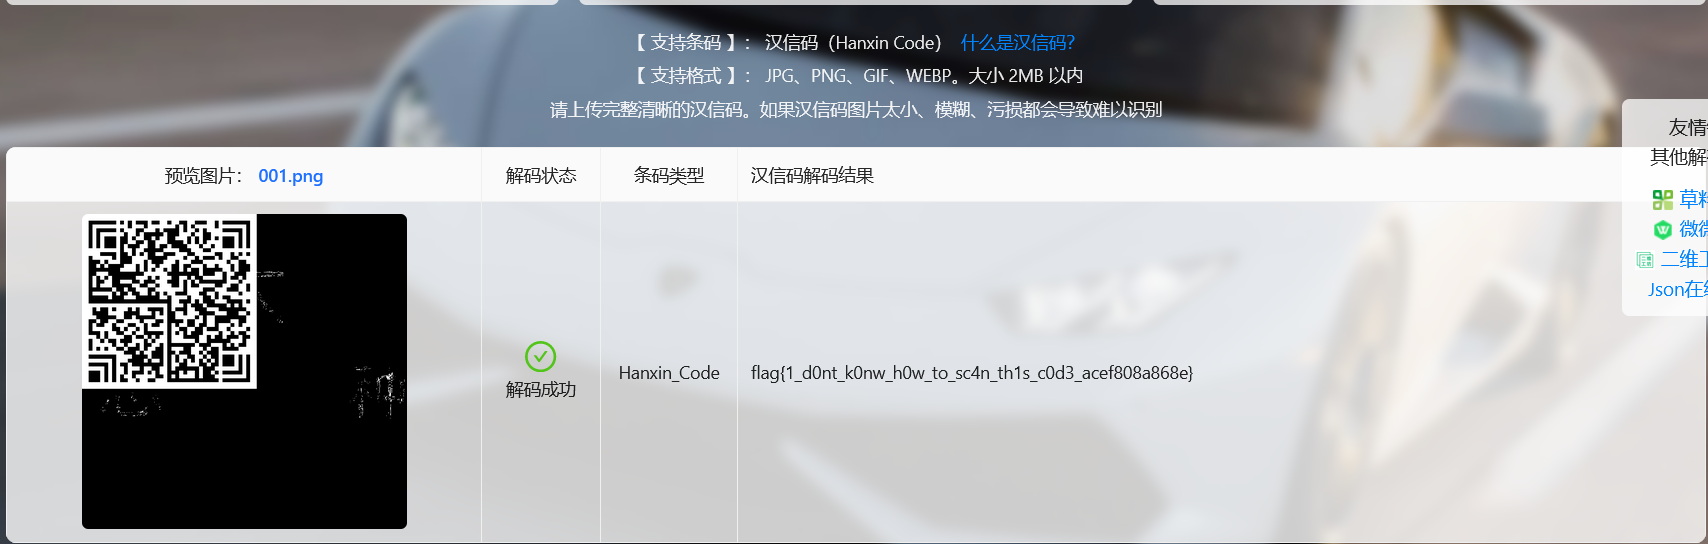 【 支持条码 】： 汉信码（Hanxin Code） 什么是汉信码?
【 支持格式 】： JPG、PNG、GIF、WEBP。大小 2MB 以内
请上传完整清晰的汉信码。如果汉信码图片太小、模糊、污损都会导致难以识别
预览图片： 001.png 解码状态 条码类型 汉信码解码结果
解码成功 Hanxin_Code flag{1_d0nt_k0nw_h0w_to_sc4n_th1s_c0d3_acef808a868e}
友情
其他解
草料
微微
二维工
Json在线